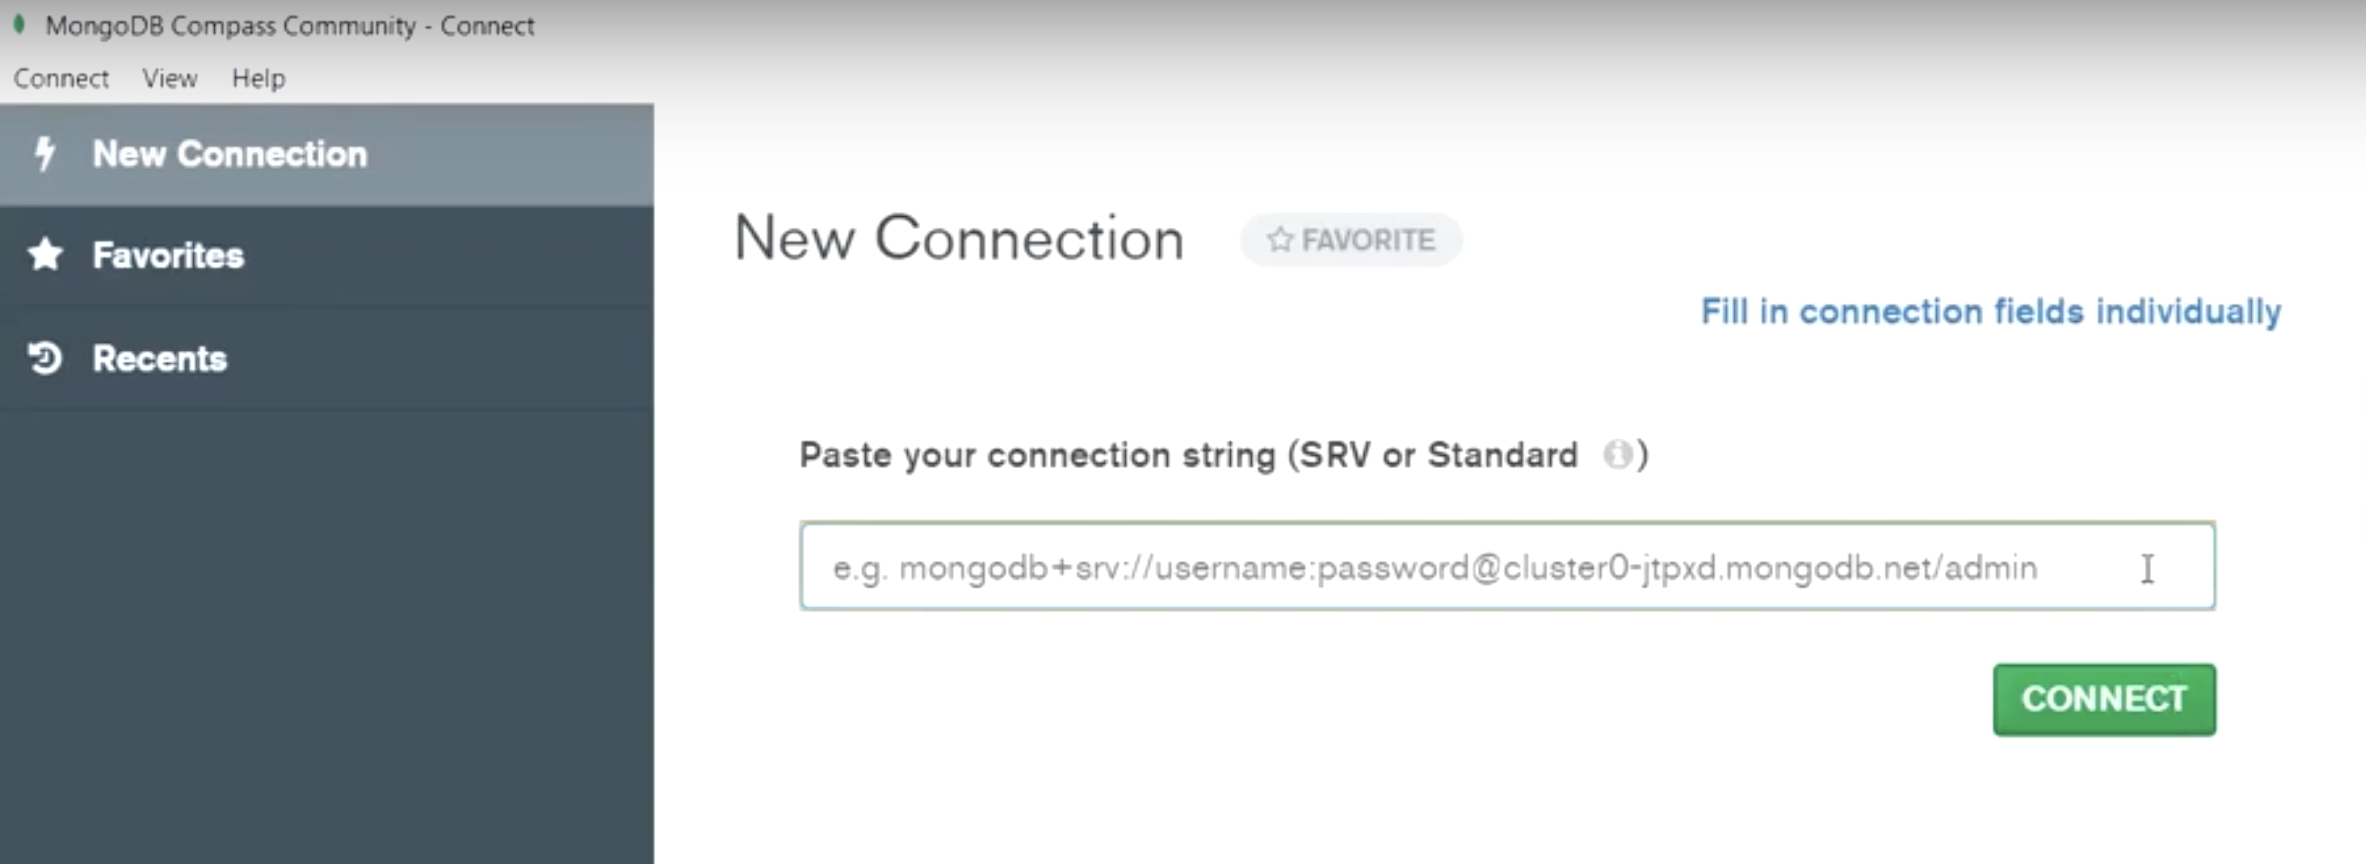 MongoDB Compass Community - Connect
Connect View Help
New Connection
Favorites
Recents
New Connection
FAVORITE
Fill in connection fields individually
Paste your connection string (SRV or Standard )
e.g. mongodb+srv://username:password@cluster0-jtpxd.mongodb.net/admin
CONNECT